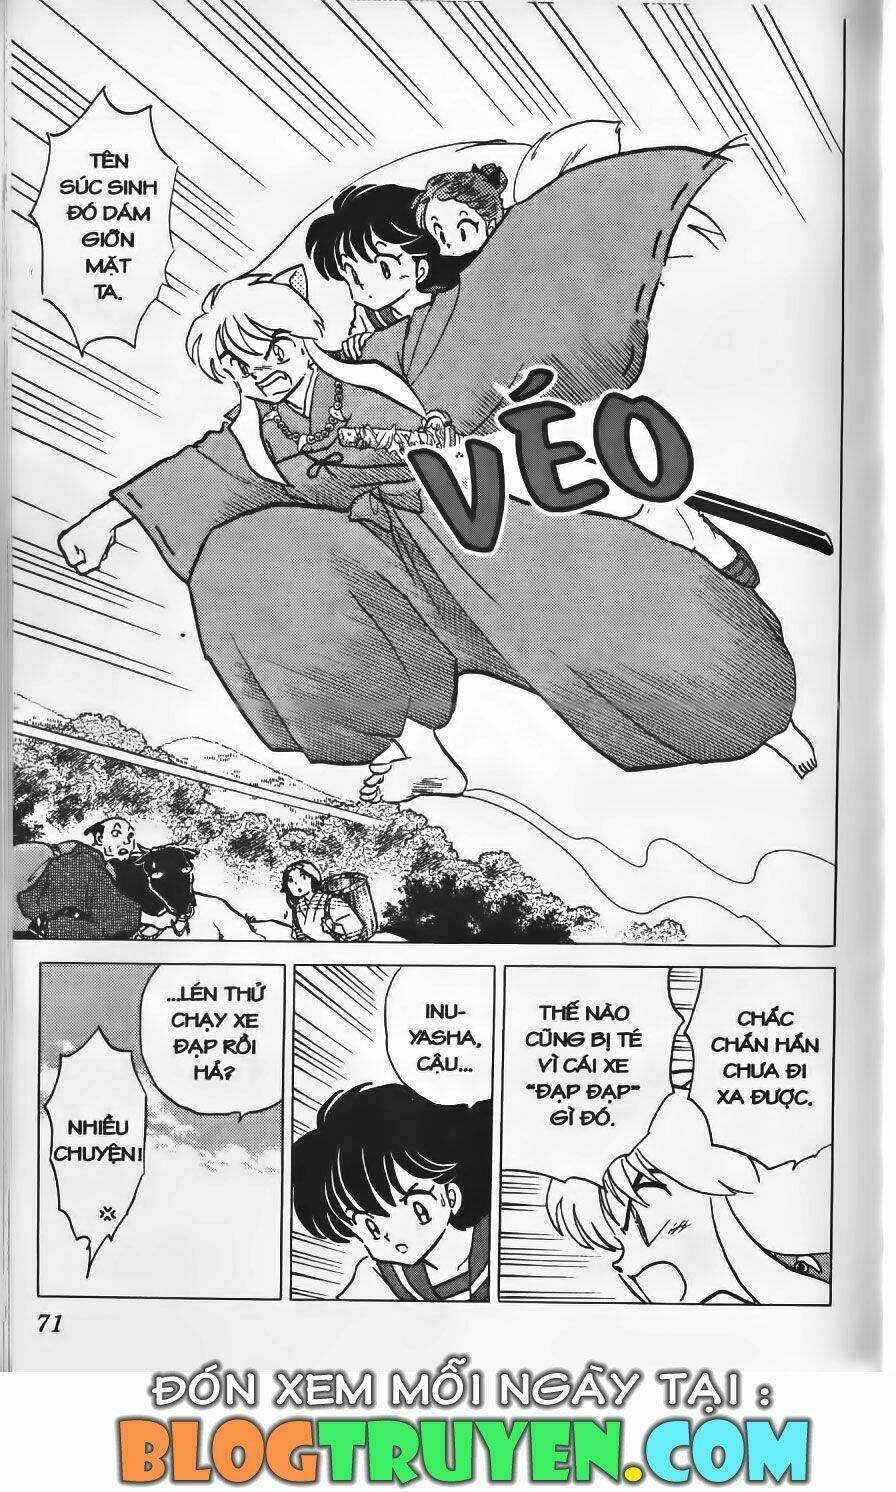 TÊN
SÚC SINH
ĐÓ DÁM
GIỠN
MẶT
TA.
VÉO
CHẮC
CHẮN HẮN
CHƯA ĐI
XA ĐƯỢC.
THẾ NÀO
CŨNG BỊ TÉ
VÌ CÁI XE
“ĐẠP ĐẠP”
GÌ ĐÓ.
INU-
YASHA,
CẬU...
...LÉN THỬ
CHẠY XE
ĐẠP RỒI
HẢ?
NHIỀU
CHUYỆN!
71
ĐÓN XEM MỖI NGÀY TẠI :
BLOGTRUYEN.COM